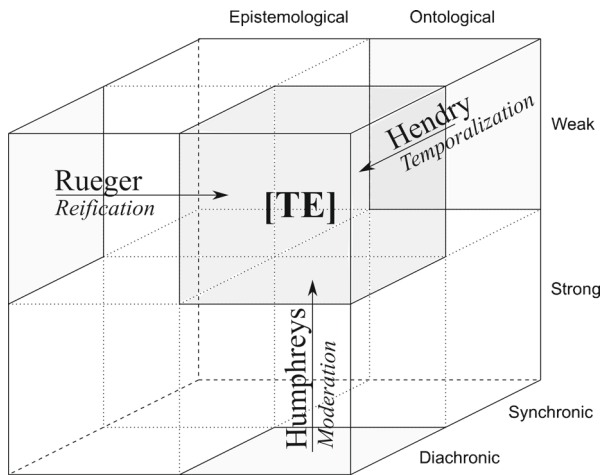 Epistemological Ontological
Weak
Hendry
Temporalization
Rueger
Reification
[TE]
Strong
Humphreys
Moderation
Synchronic
Diachronic